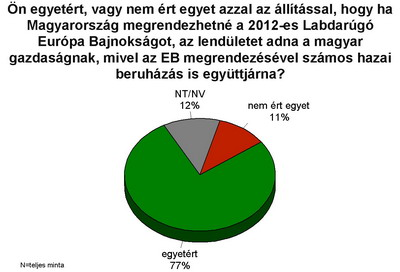 Ön egyetért, vagy nem ért egyet azzal az állítással, hogy ha
Magyarország megrendezhetné a 2012-es Labdarúgó
Európa Bajnokságot, az lendületet adna a magyar
gazdaságnak, mivel az EB megrendezésével számos hazai
beruházás is együttjárna?
NT/NV
12%
nem ért egyet
11%
egyetért
77%
N=teljes minta